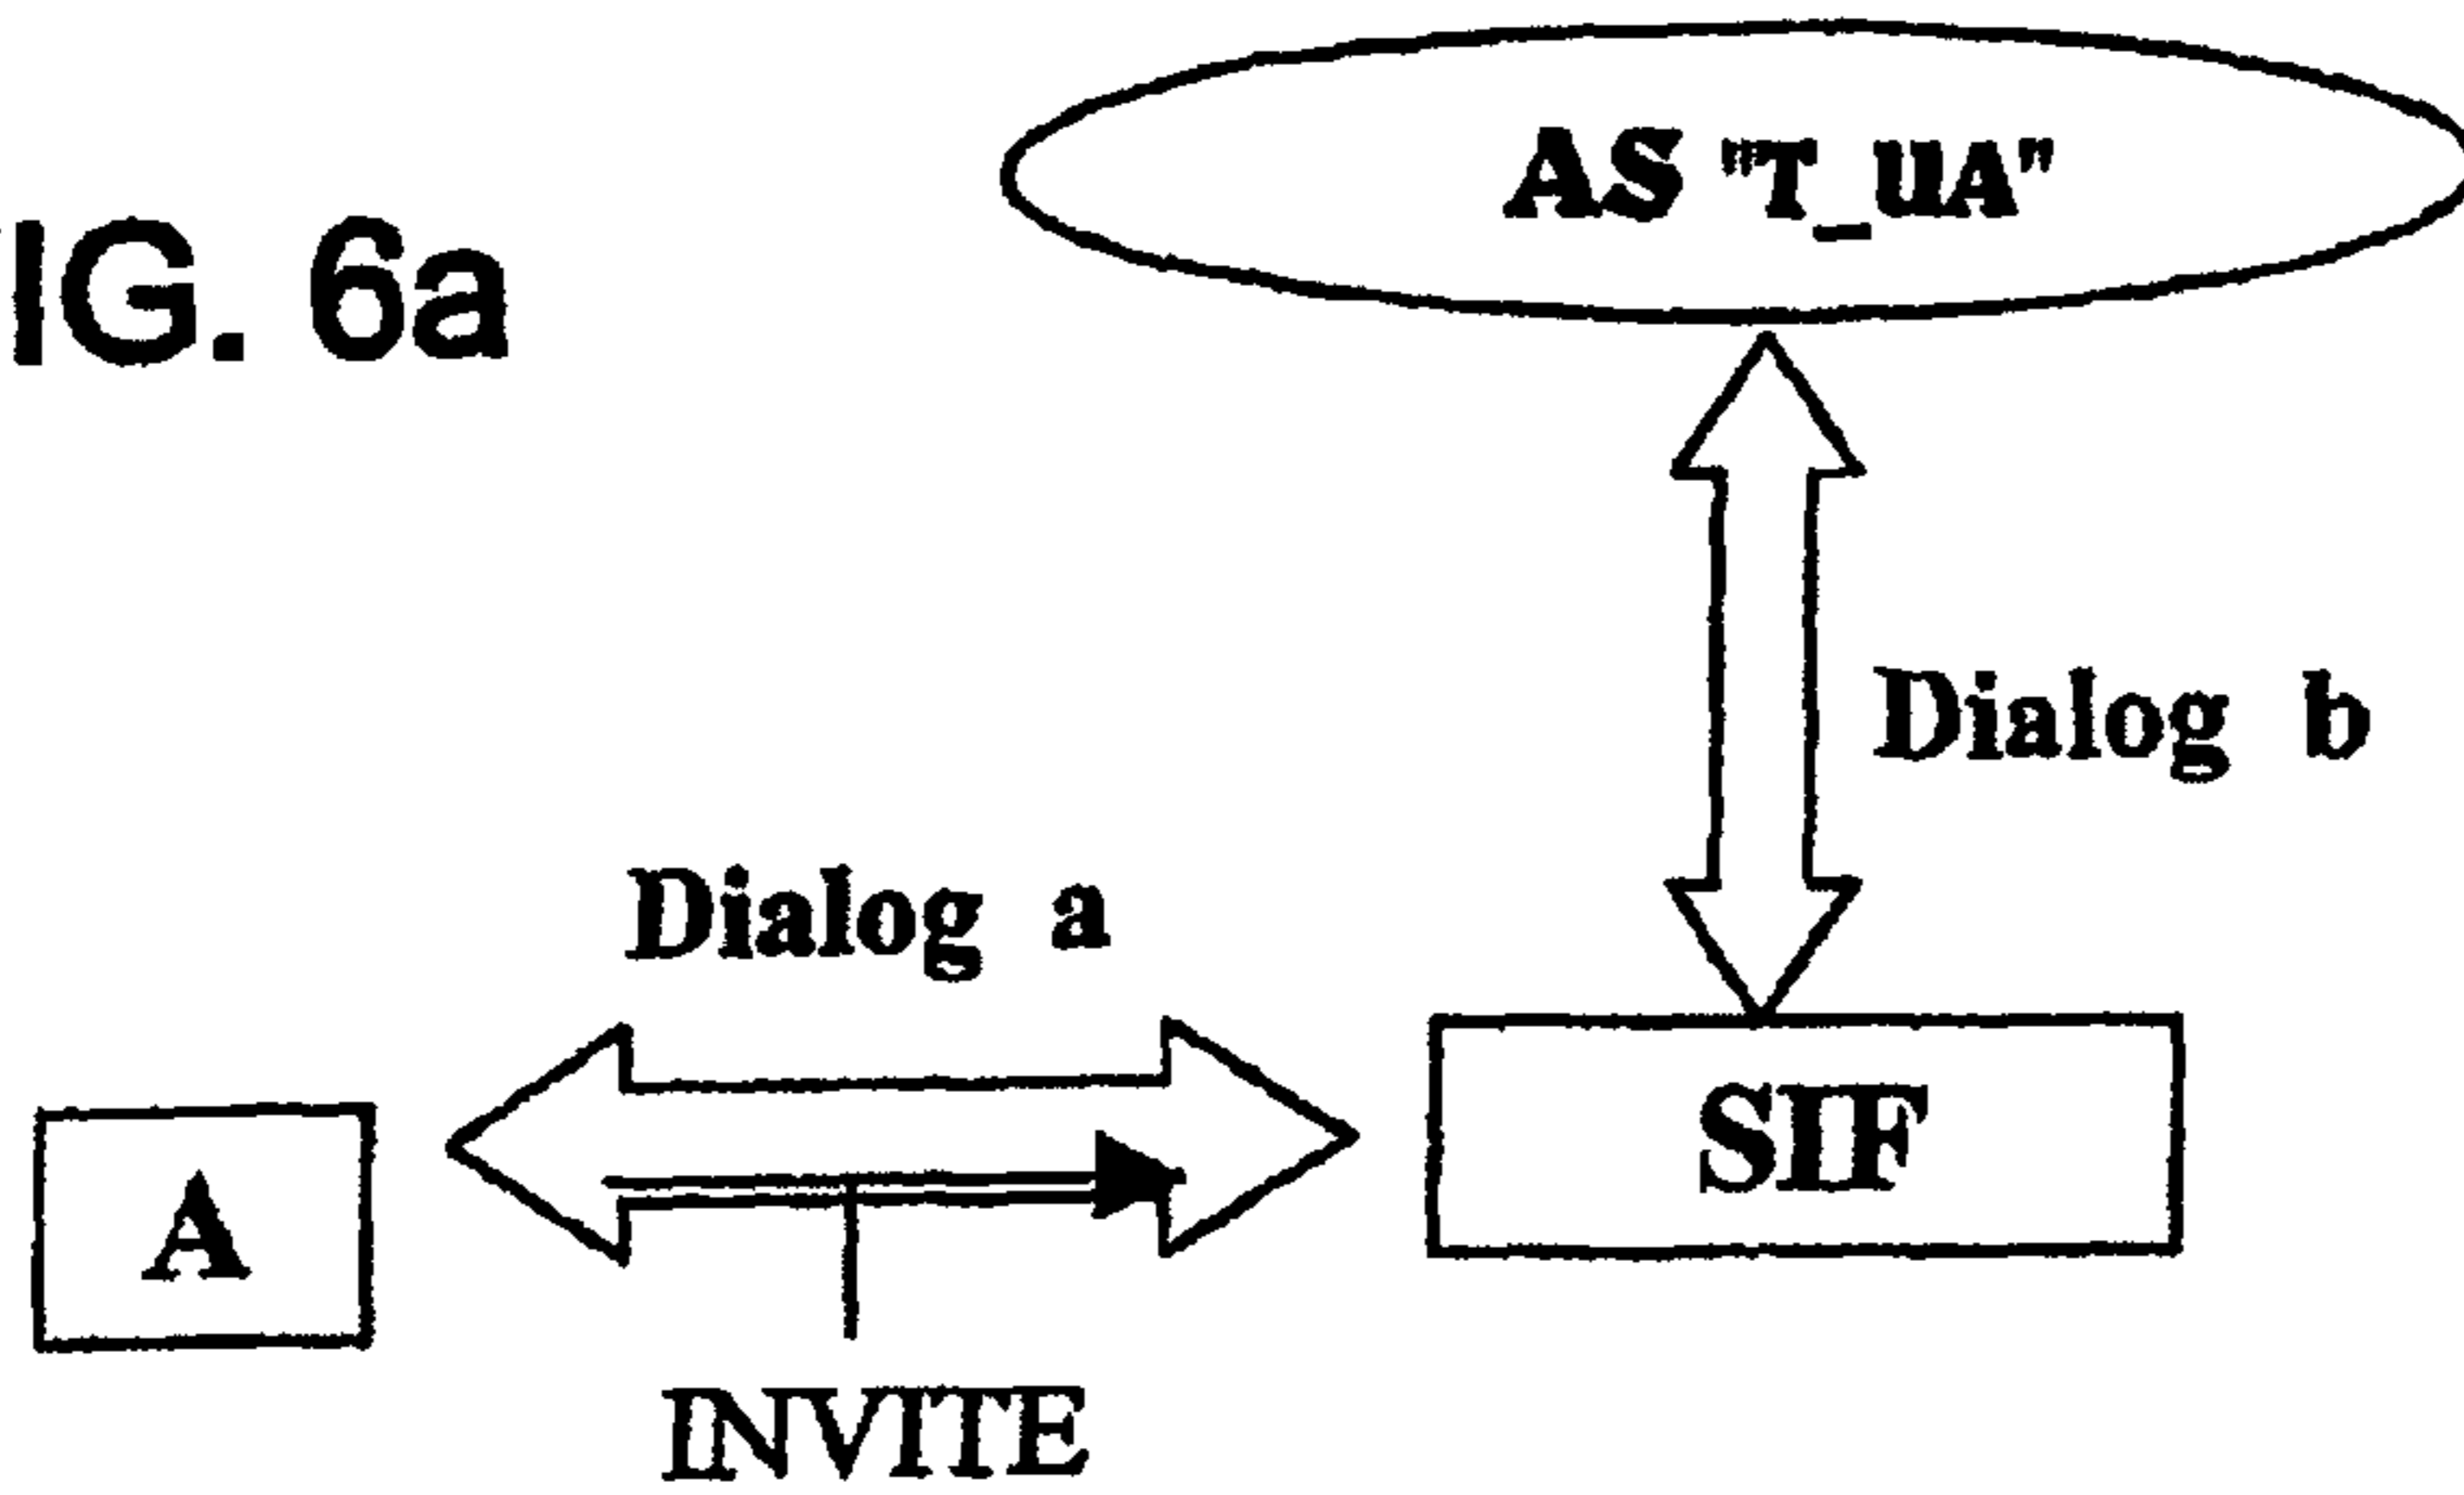 IG. 6a
AS "T_UA"
Dialog b
Dialog a
SIF
A
INVITE